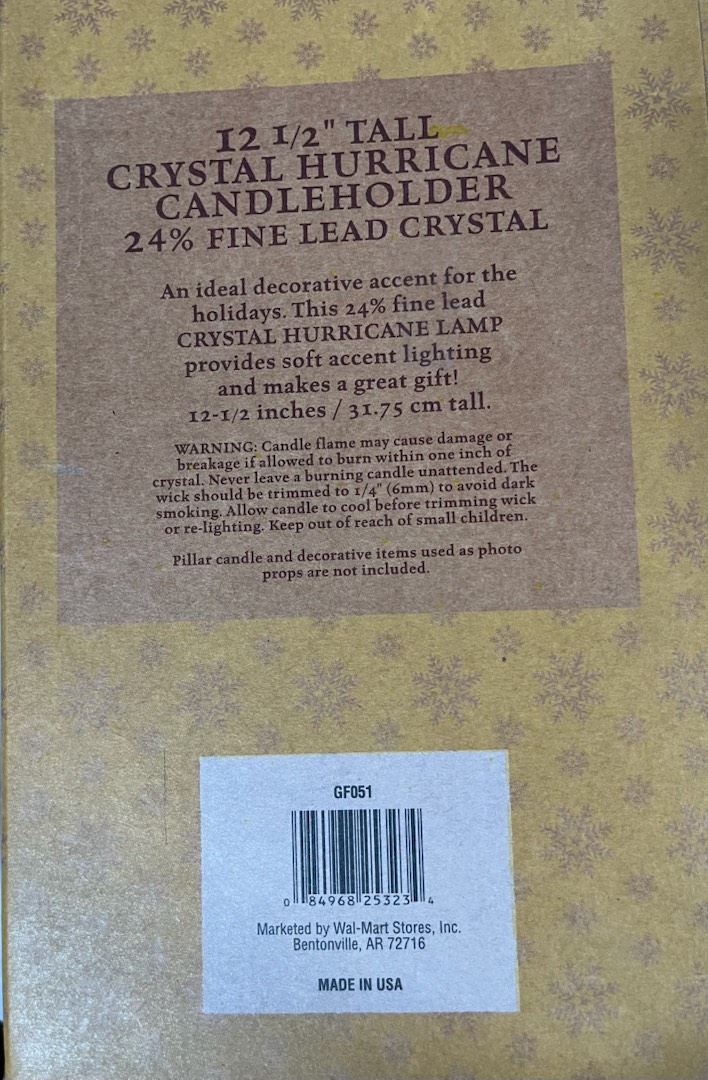 12 1/2" TALL
CRYSTAL HURRICANE
CANDLEHOLDER
24% FINE LEAD CRYSTAL
An ideal decorative accent for the
holidays. This 24% fine lead
CRYSTAL HURRICANE LAMP
provides soft accent lighting
and makes a great gift!
12-1/2 inches / 31.75 cm tall.
WARNING: Candle flame may cause damage or
breakage if allowed to burn within one inch of
crystal. Never leave a burning candle unattended. The
wick should be trimmed to 1/4" (6mm) to avoid dark
smoking. Allow candle to cool before trimming wick
or re-lighting. Keep out of reach of small children.
Pillar candle and decorative items used as photo
props are not included.
GF051
0 84968 25323 4
Marketed by Wal-Mart Stores, Inc.
Bentonville, AR 72716
MADE IN USA